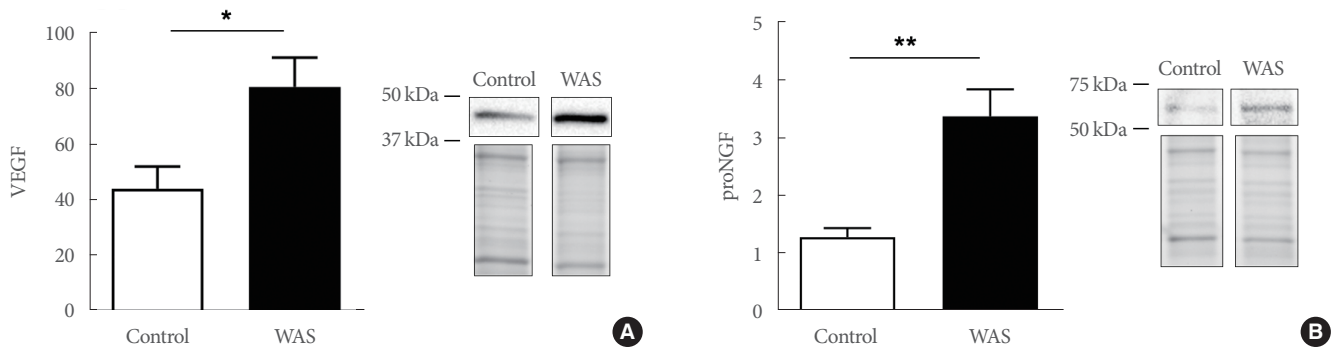 VEGF
100
80
60
40
20
0
*
Control
WAS
Control WAS
50 kDa
37 kDa
A
proNGF
5
4
3
2
1
0
**
Control
WAS
Control WAS
75 kDa
50 kDa
B